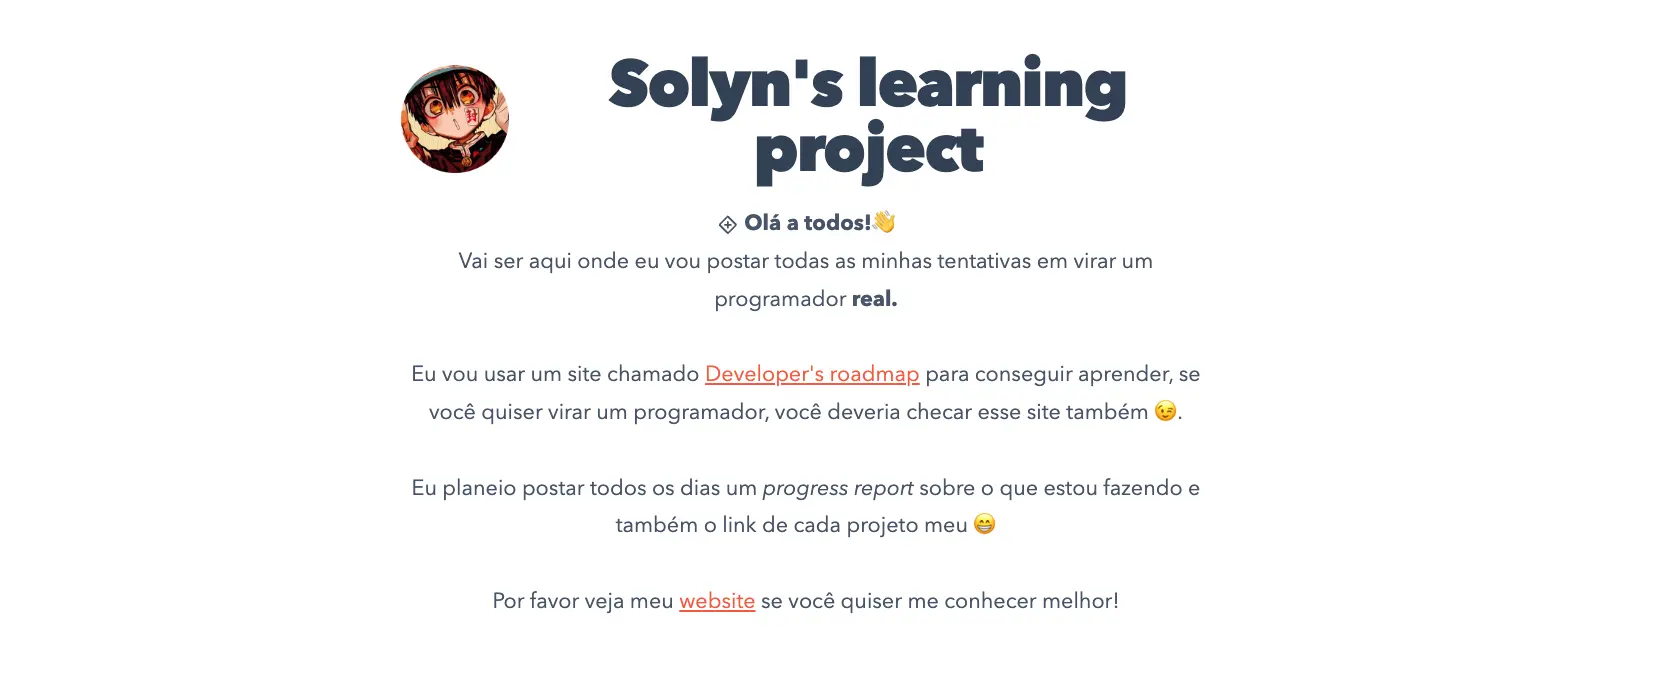 Solyn's learning
project
Olá a todos!👋
Vai ser aqui onde eu vou postar todas as minhas tentativas em virar um
programador real.
Eu vou usar um site chamado Developer's roadmap para conseguir aprender, se
você quiser virar um programador, você deveria checar esse site também 😉.
Eu planeio postar todos os dias um progress report sobre o que estou fazendo e
também o link de cada projeto meu 😁
Por favor veja meu website se você quiser me conhecer melhor!